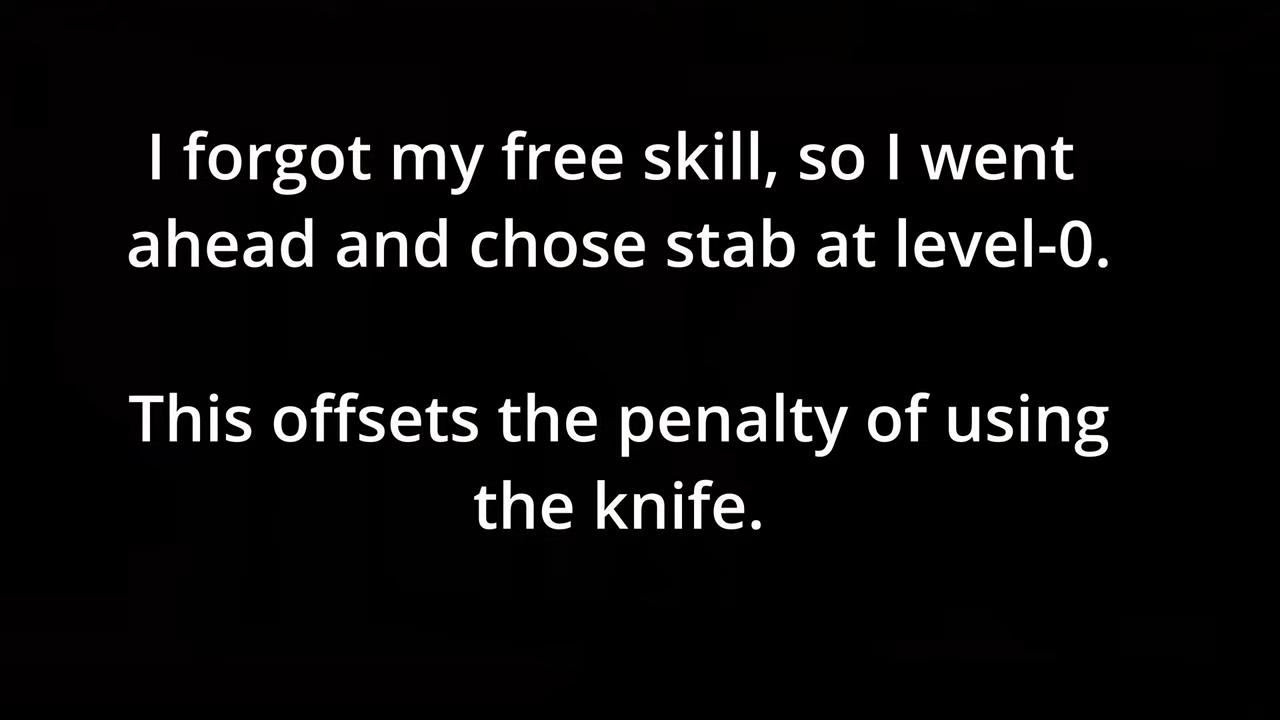 I forgot my free skill, so I went
ahead and chose stab at level-0.
This offsets the penalty of using
the knife.